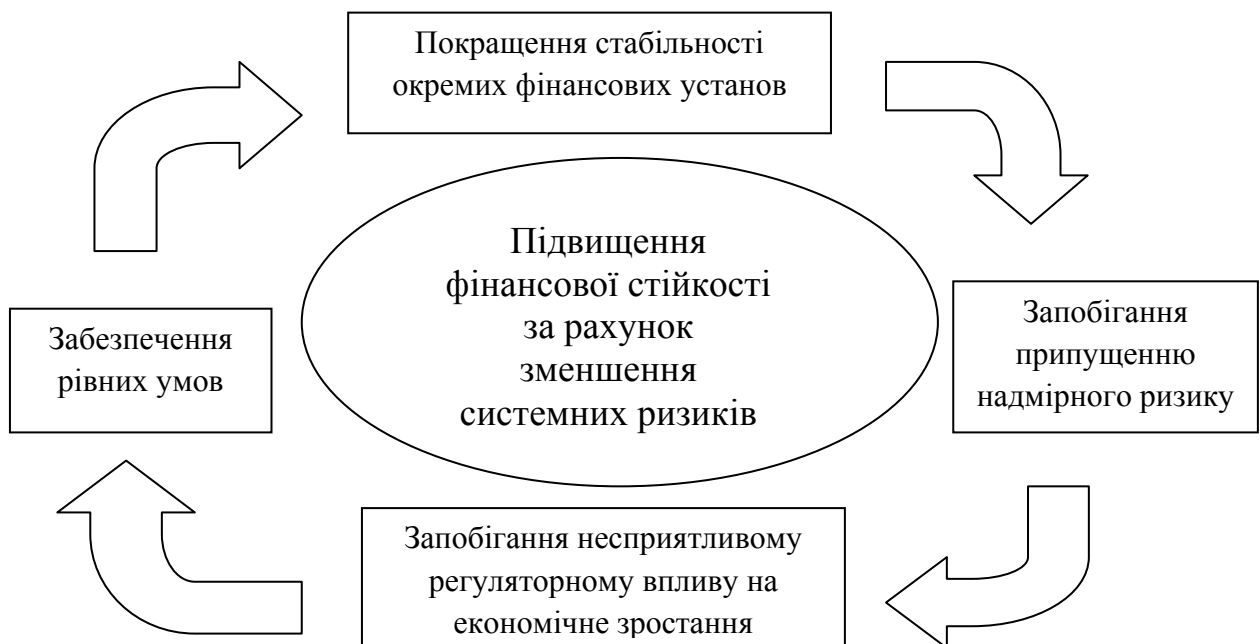 Покращення стабільності
окремих фінансових установ
Підвищення
фінансової стійкості
за рахунок
зменшення
системних ризиків
Забезпечення
рівних умов
Запобігання
припущенню
надмірного ризику
Запобігання несприятливому
регуляторному впливу на
економічне зростання